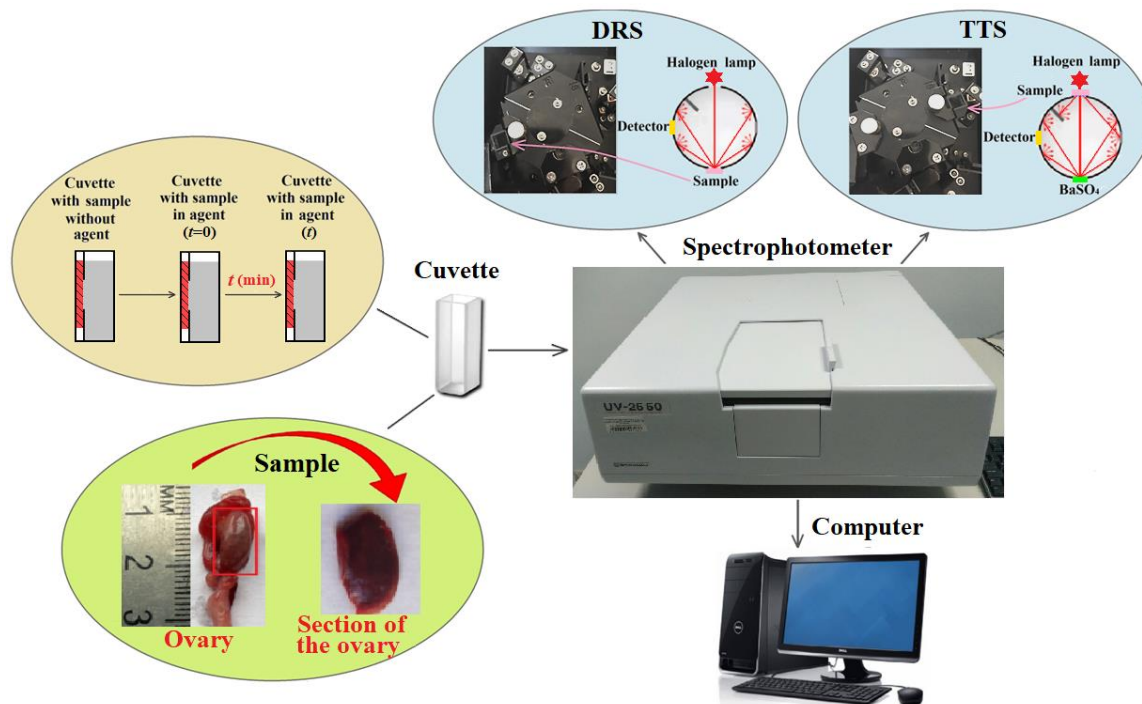 DRS
Halogen lamp
Detector
Sample
TTS
Halogen lamp
Sample
Detector
BaSO₄
Cuvette
with sample
without
agent
Cuvette
with sample
in agent
(t=0)
Cuvette
with sample
in agent
(t)
t (min)
Cuvette
Spectrophotometer
UV-2550
Sample
MM
1
2
3
Ovary
Section of
the ovary
Computer
DELL